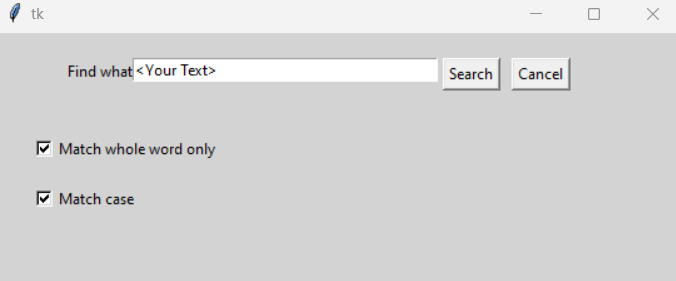 tk
Find what <Your Text> Search Cancel
Match whole word only
Match case